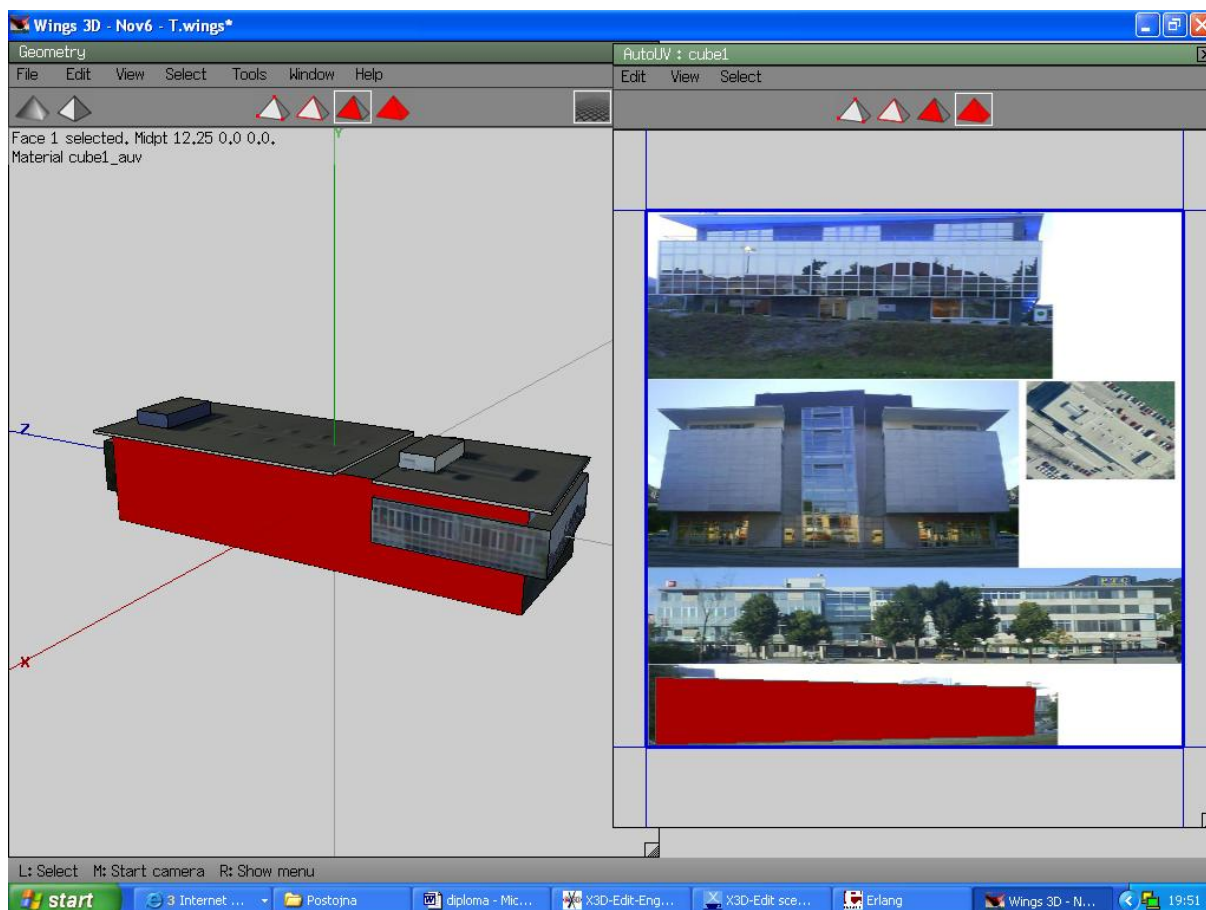 Wings 3D - Nov6 - T.wings*
Geometry
File Edit View Select Tools Window Help
Face 1 selected. Midpt 12.25 0.0 0.0.
Material cube1_auv
Y
Z
X
AutoUV : cube1
Edit View Select
PTC
L: Select M: Start camera R: Show menu
start 3 Internet ... Postojna diploma - Mic... X3D-Edit-Eng... X3D-Edit sce... Erlang Wings 3D - N... 19:51